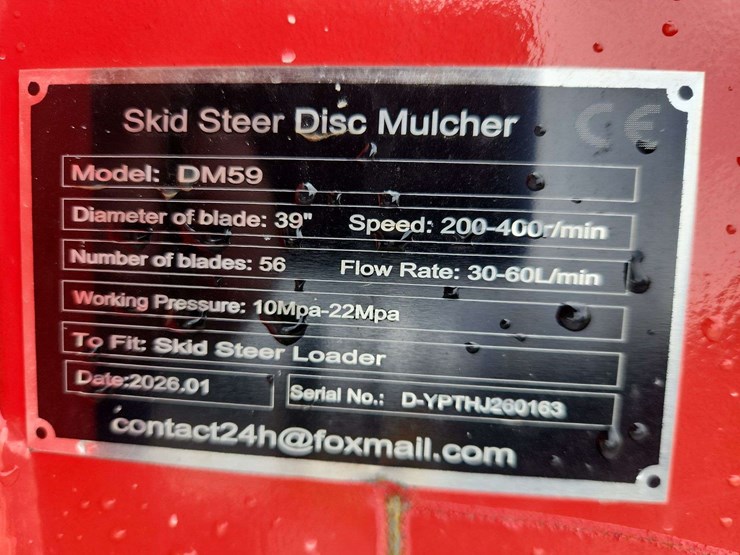 Skid Steer Disc Mulcher CE
Model: DM59
Diameter of blade: 39" Speed: 200-400r/min
Number of blades: 56 Flow Rate: 30-60L/min
Working Pressure: 10Mpa-22Mpa
To Fit: Skid Steer Loader
Date:2026.01 Serial No.: D-YPTHJ260163
contact24h@foxmail.com